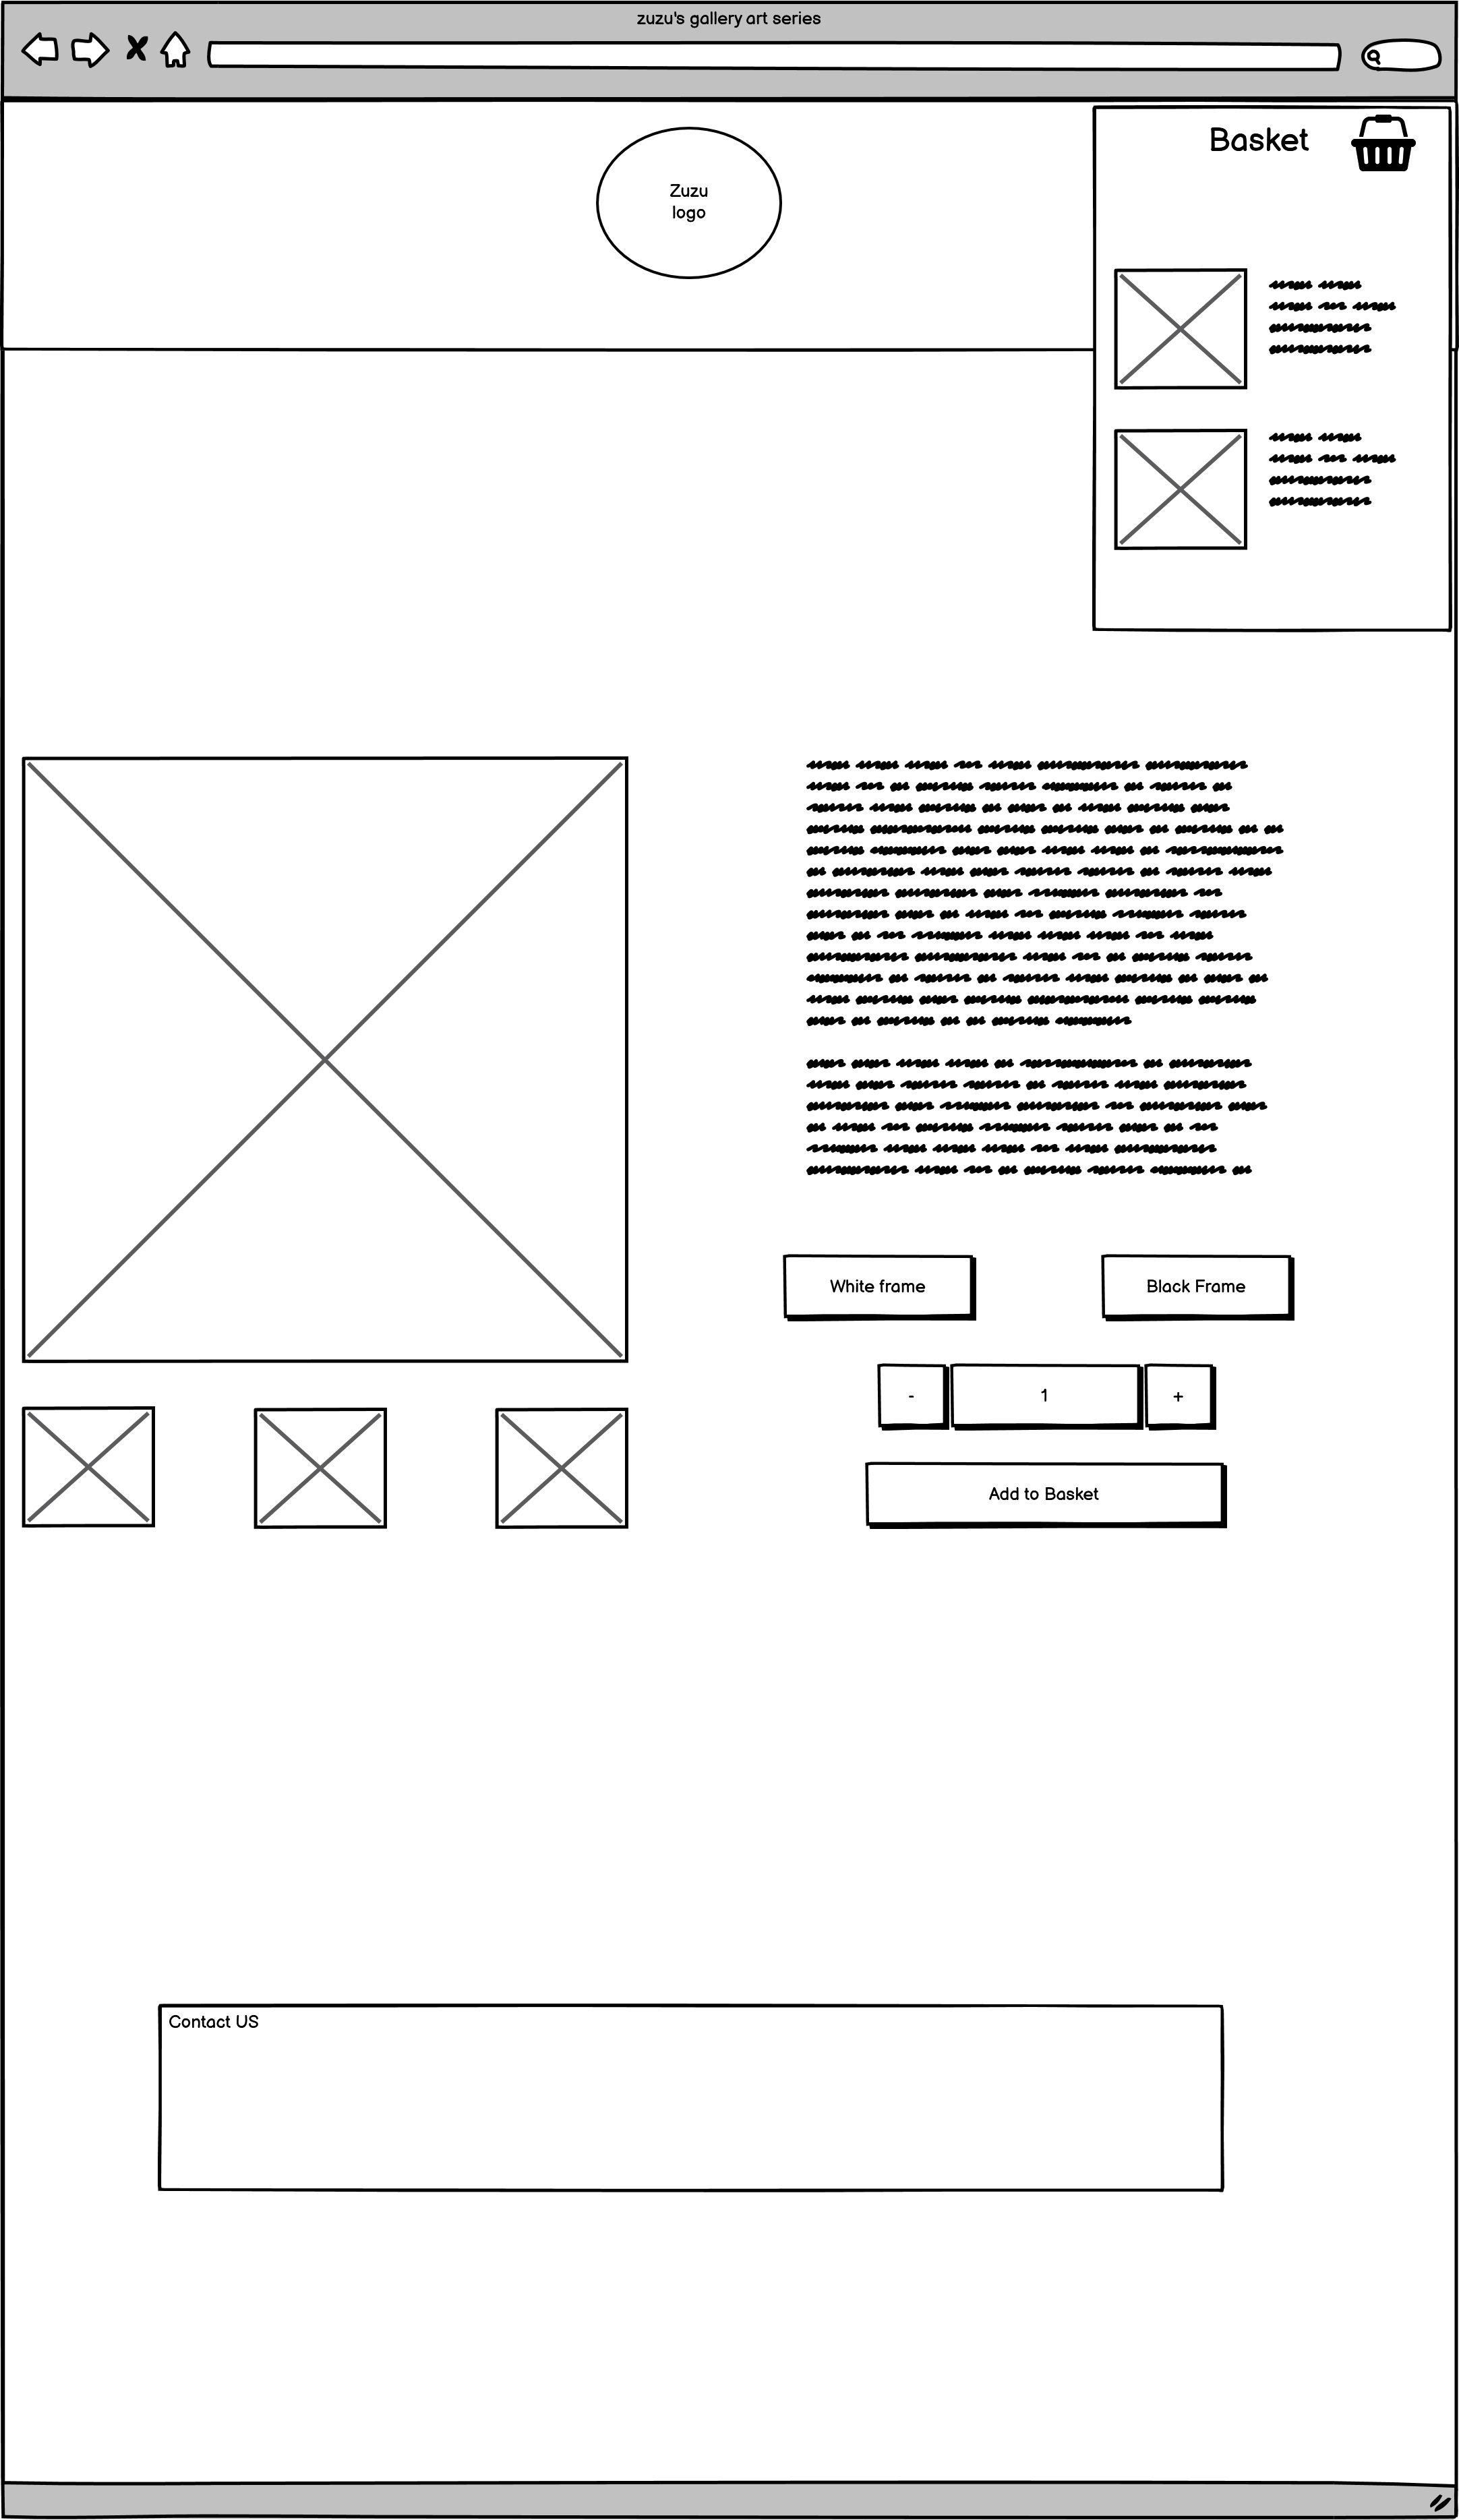 zuzu's gallery art series
Zuzu
logo
Basket
White frame
Black Frame
-
1
+
Add to Basket
Contact US